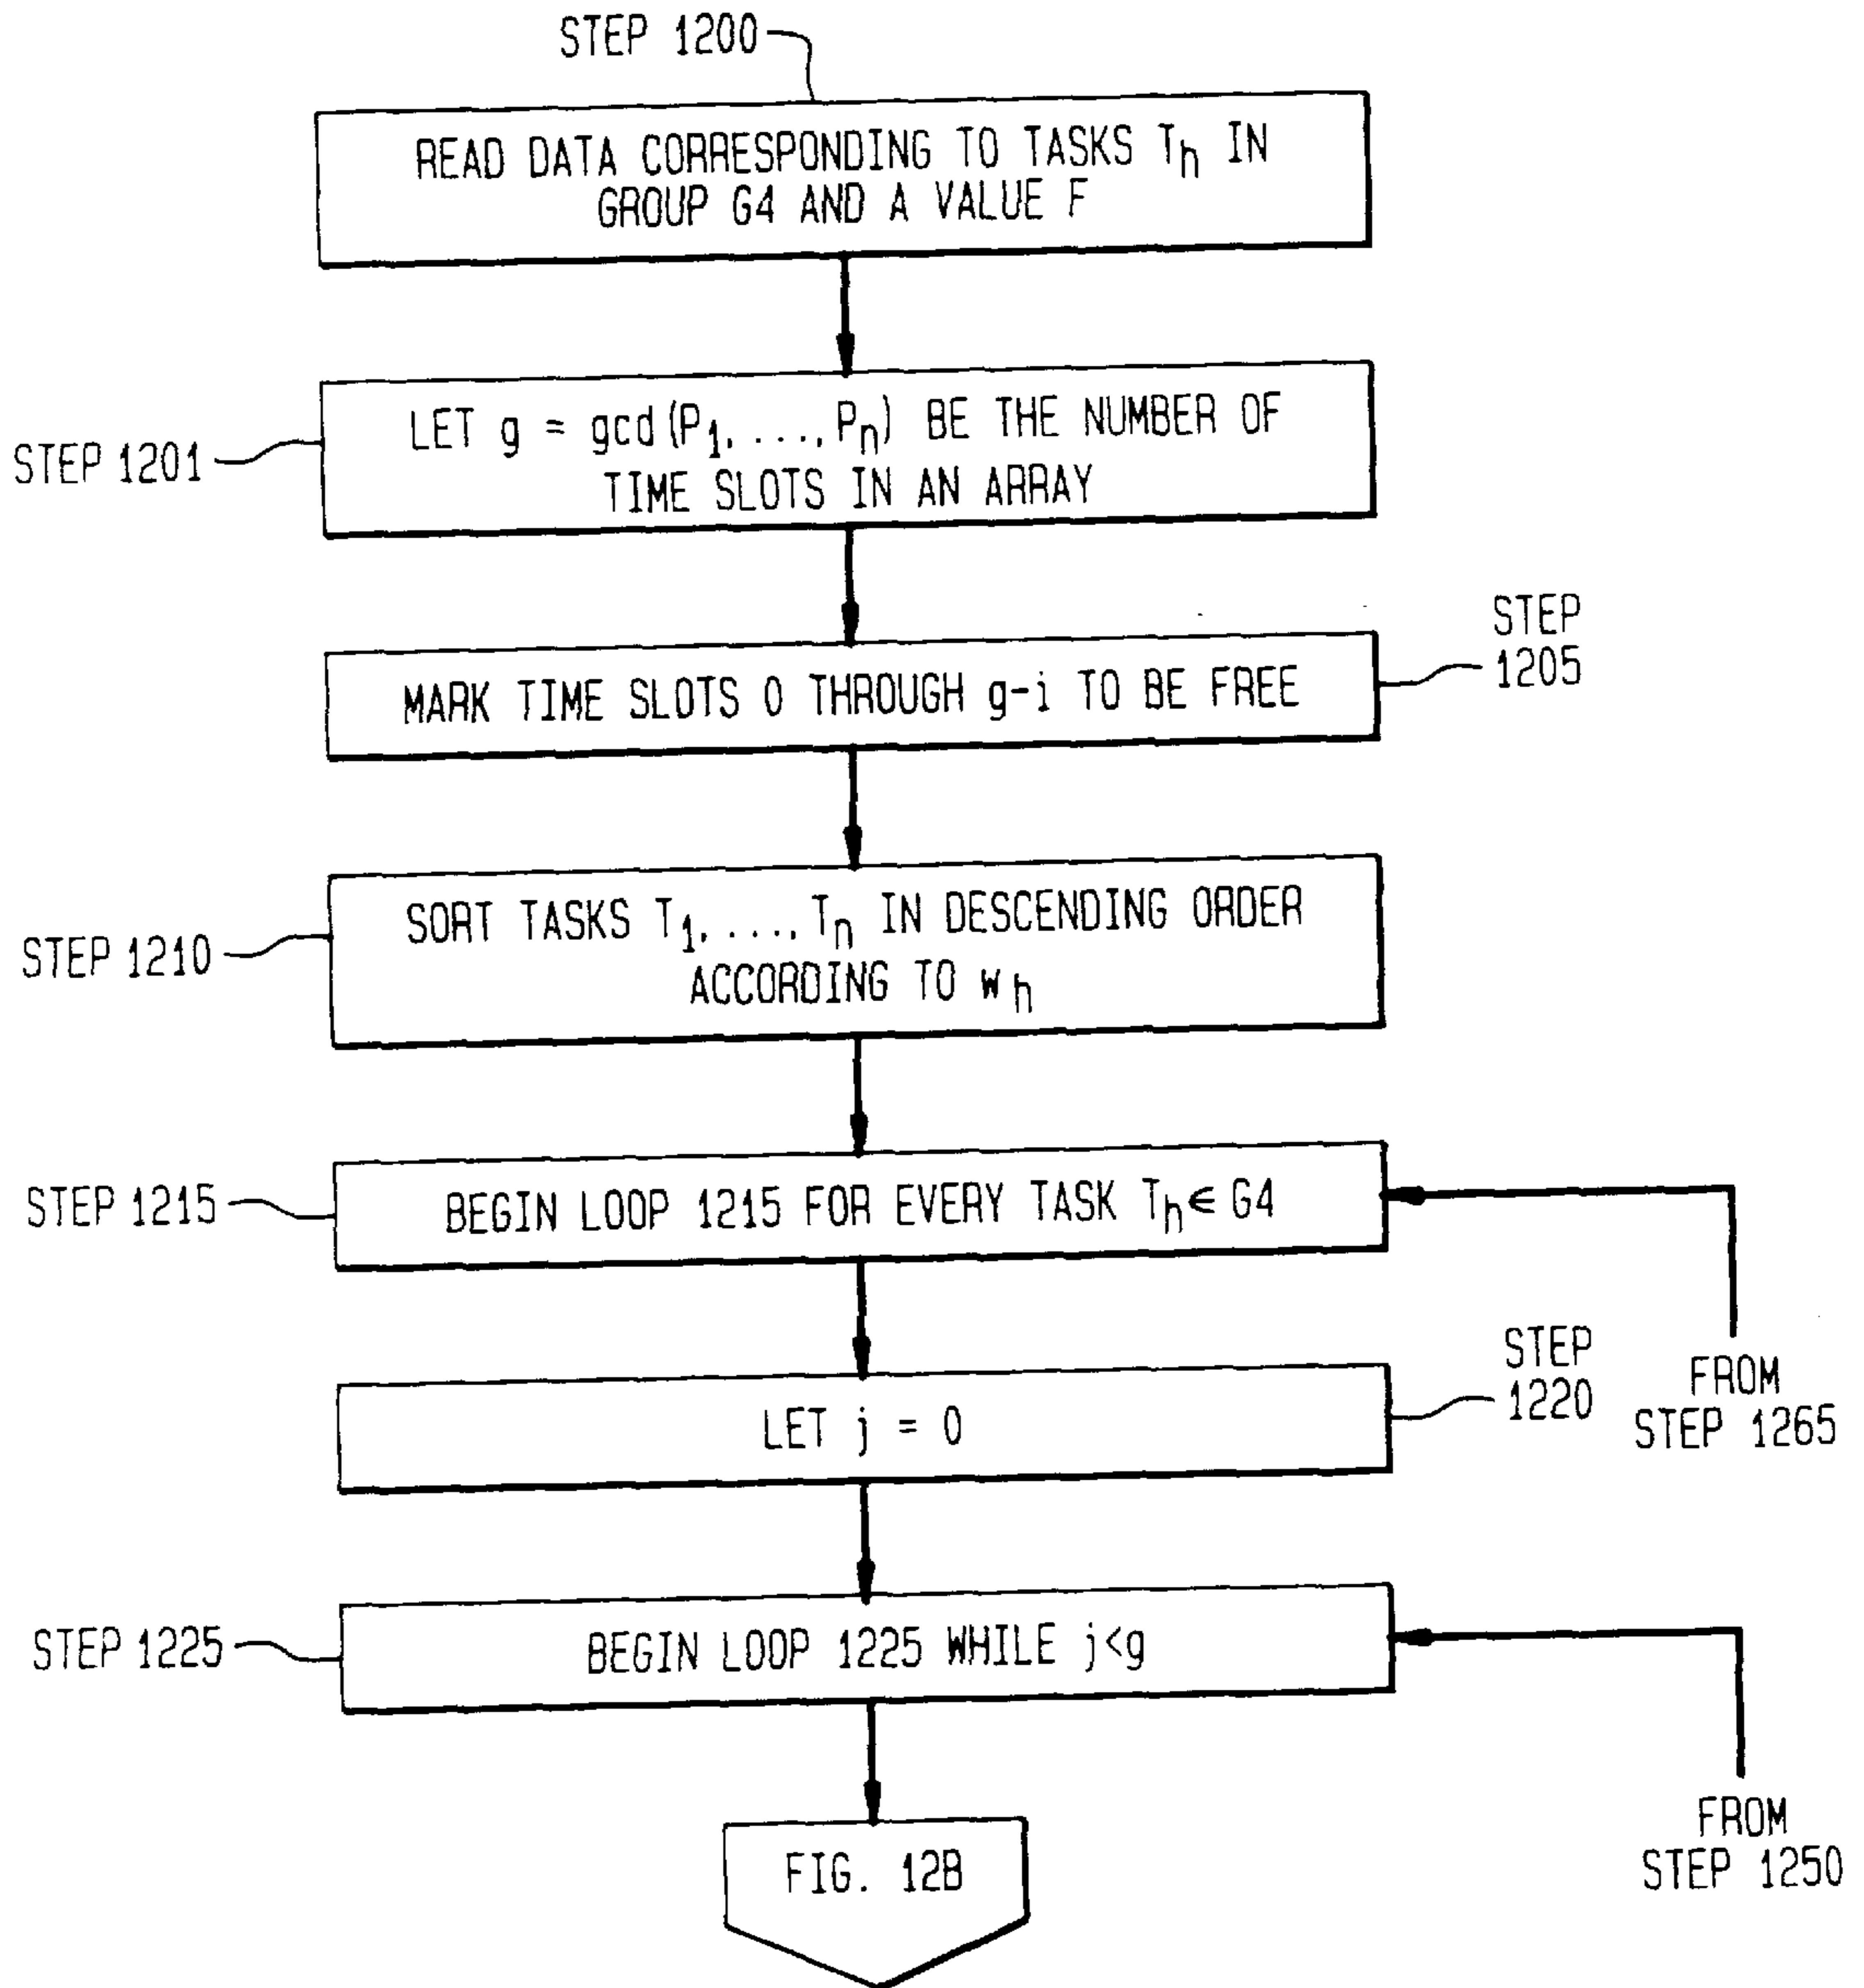 STEP 1200
READ DATA CORRESPONDING TO TASKS Th IN
GROUP G4 AND A VALUE F
STEP 1201
LET g = gcd(P1,...,Pn) BE THE NUMBER OF
TIME SLOTS IN AN ARRAY
MARK TIME SLOTS 0 THROUGH g-i TO BE FREE
STEP
1205
STEP 1210
SORT TASKS T1,...,Tn IN DESCENDING ORDER
ACCORDING TO wh
STEP 1215
BEGIN LOOP 1215 FOR EVERY TASK Th ∈ G4
FROM
STEP 1265
LET j = 0
STEP
1220
STEP 1225
BEGIN LOOP 1225 WHILE j<g
FROM
STEP 1250
FIG. 12B